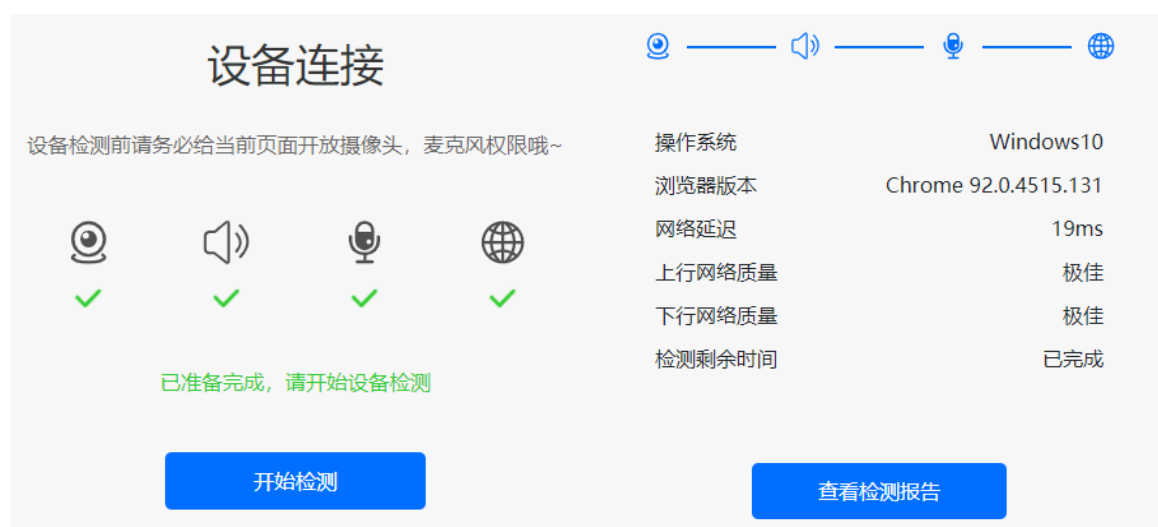 设备连接
设备检测前请务必给当前页面开放摄像头，麦克风权限哦~
已准备完成，请开始设备检测
开始检测
操作系统 Windows10
浏览器版本 Chrome 92.0.4515.131
网络延迟 19ms
上行网络质量 极佳
下行网络质量 极佳
检测剩余时间 已完成
查看检测报告